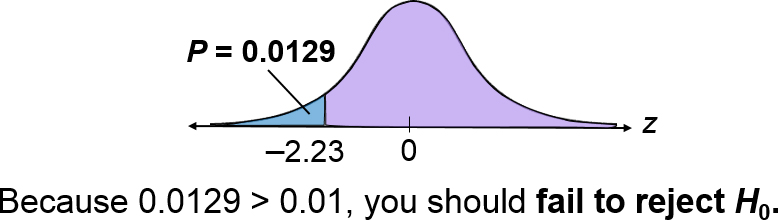 P = 0.0129
z
–2.23 0
Because 0.0129 > 0.01, you should fail to reject H₀.